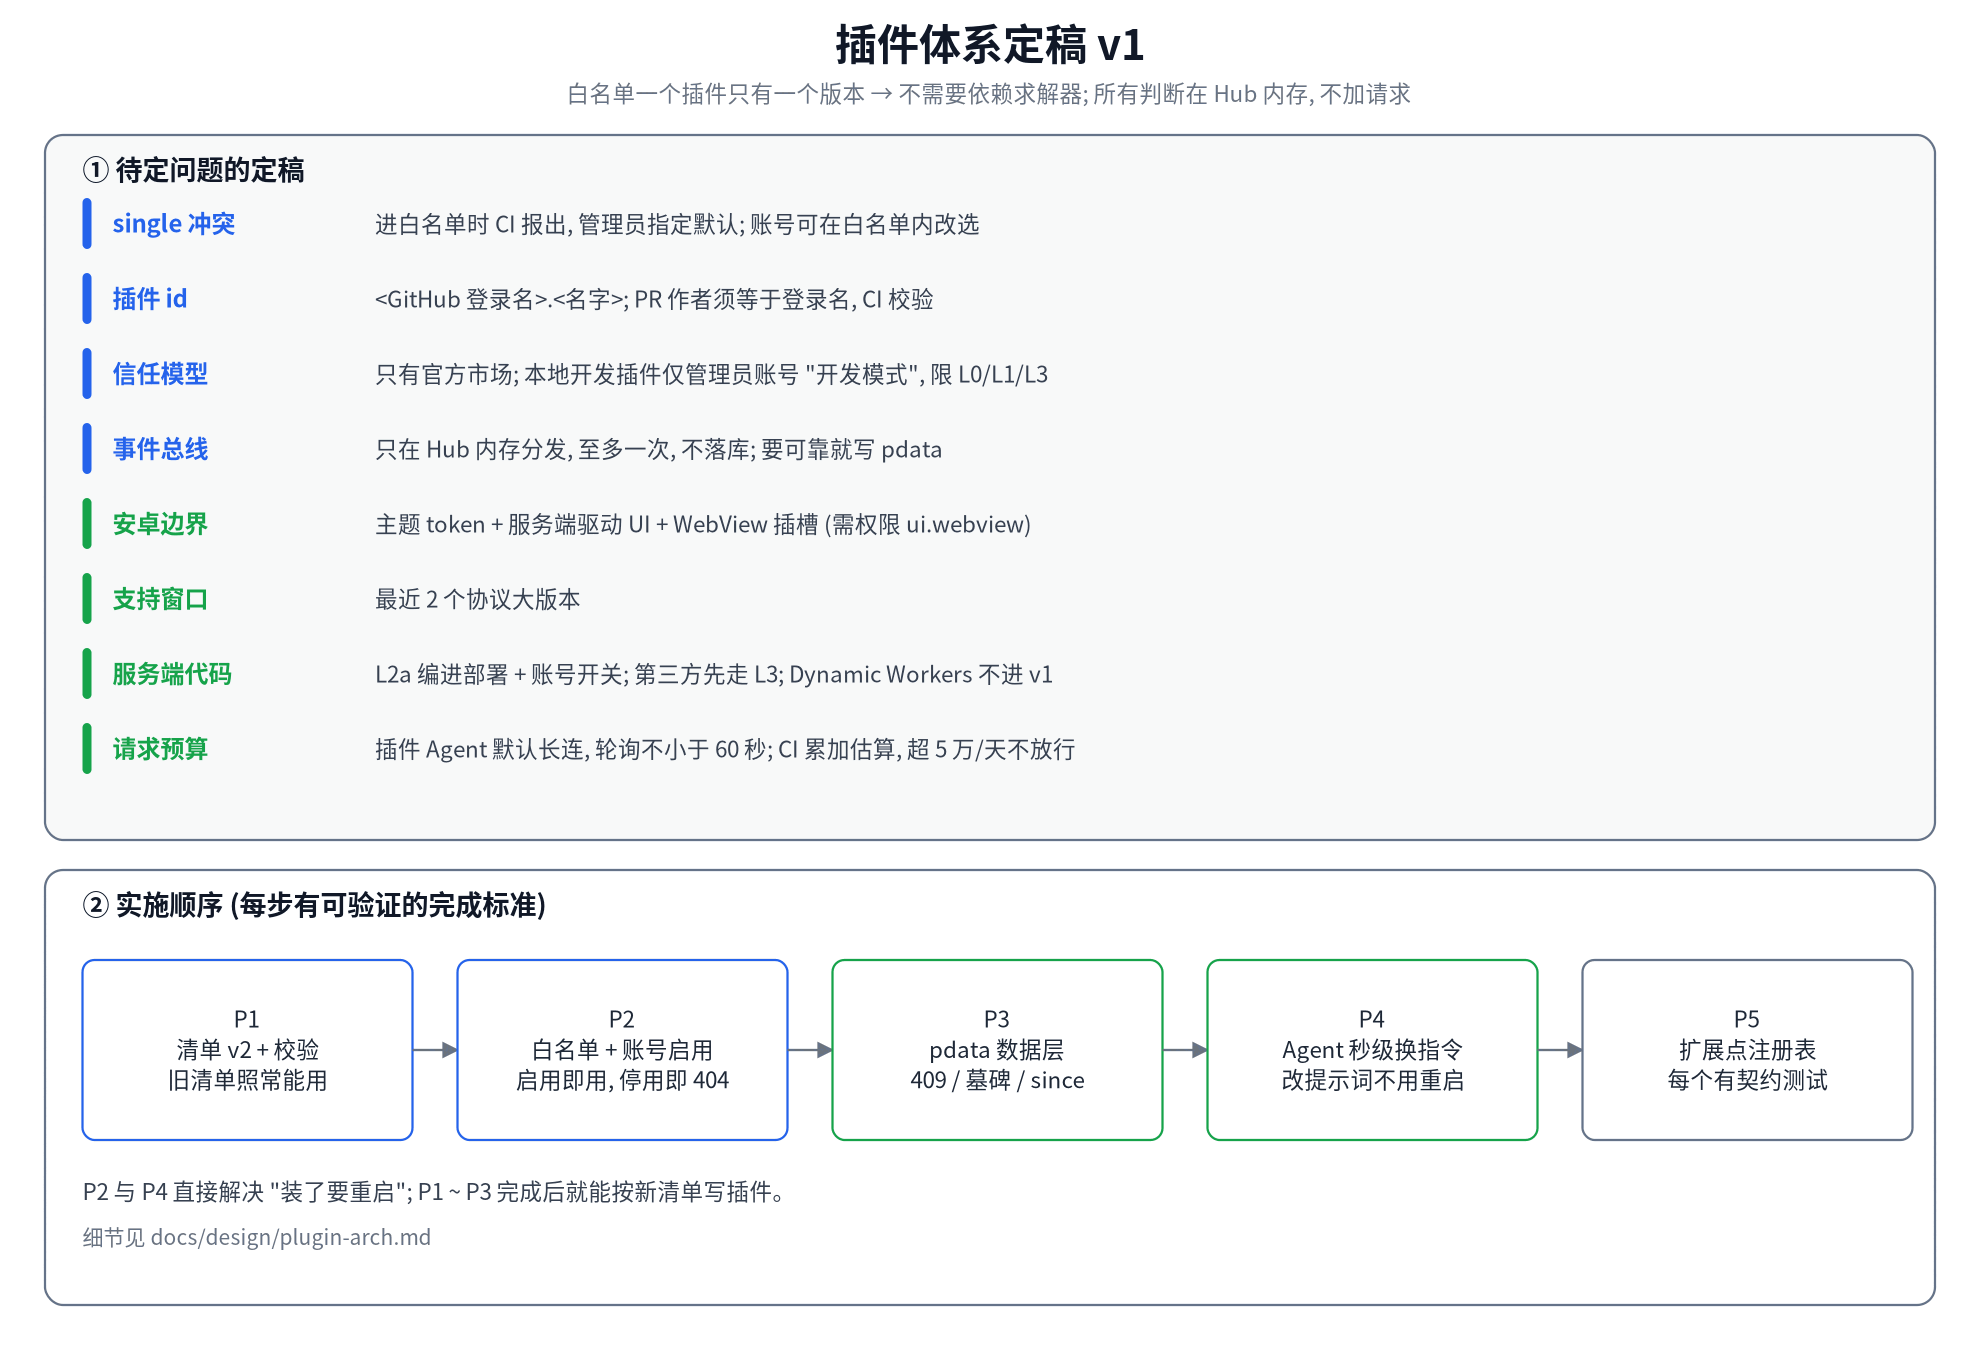 插件体系定稿 v1
白名单一个插件只有一个版本 → 不需要依赖求解器; 所有判断在 Hub 内存, 不加请求
① 待定问题的定稿
single 冲突 进白名单时 CI 报出, 管理员指定默认; 账号可在白名单内改选
插件 id <GitHub 登录名>.<名字>; PR 作者须等于登录名, CI 校验
信任模型 只有官方市场; 本地开发插件仅管理员账号 "开发模式", 限 L0/L1/L3
事件总线 只在 Hub 内存分发, 至多一次, 不落库; 要可靠就写 pdata
安卓边界 主题 token + 服务端驱动 UI + WebView 插槽 (需权限 ui.webview)
支持窗口 最近 2 个协议大版本
服务端代码 L2a 编进部署 + 账号开关; 第三方先走 L3; Dynamic Workers 不进 v1
请求预算 插件 Agent 默认长连, 轮询不小于 60 秒; CI 累加估算, 超 5 万/天不放行
② 实施顺序 (每步有可验证的完成标准)
P1
清单 v2 + 校验
旧清单照常能用
P2
白名单 + 账号启用
启用即用, 停用即 404
P3
pdata 数据层
409 / 墓碑 / since
P4
Agent 秒级换指令
改提示词不用重启
P5
扩展点注册表
每个有契约测试
P2 与 P4 直接解决 "装了要重启"; P1 ~ P3 完成后就能按新清单写插件。
细节见 docs/design/plugin-arch.md